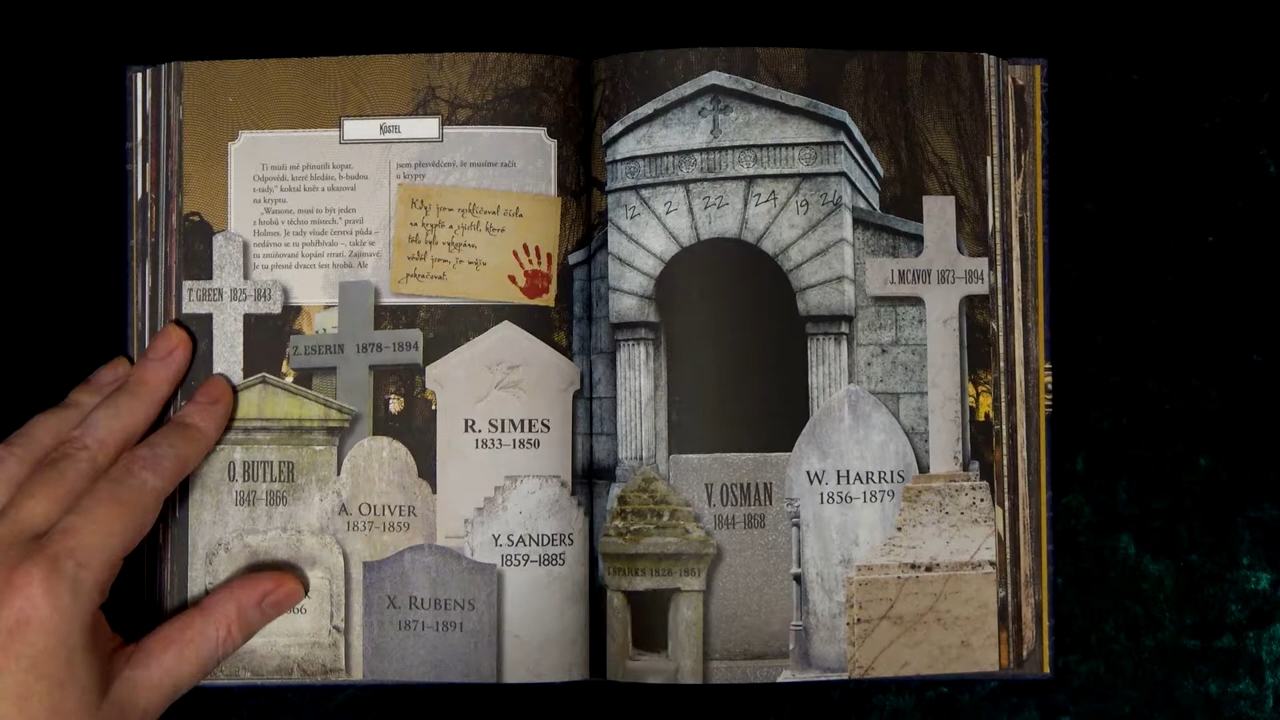 Kostel
Ti muži mě přinutili kopat.
Odpovědi, které hledáte, b-budou
t-tady,“ koktal kněz a ukazoval
na kryptu.
„Watsone, musí to být jeden
z hrobů v těchto místech,“ pravil
Holmes. Je tady všude čerstvá půda –
nedávno se tu pohřbívalo –, takže se
tu zmiňované kopání ztratí. Zajímavé.
Je tu přesně dvacet šest hrobů. Ale
jsem přesvědčený, že musíme začít
u krypty
Když jsem rozklíčoval čísla
na kryptě a zjistil, které
tělo bylo vykopáno,
věděl jsem, že můžu
pokračovat.
T. GREEN 1825–1843
Z. ESERIN 1878–1894
R. SIMES
1833–1850
O. BUTLER
1847–1866
A. OLIVER
1837–1859
Y. SANDERS
1859–1885
X. RUBENS
1871–1891
12 2 22 24 19 26
J. MCAVOY 1873–1894
V. OSMAN
1844–1868
W. HARRIS
1856–1879
SPARKS 1828–1851